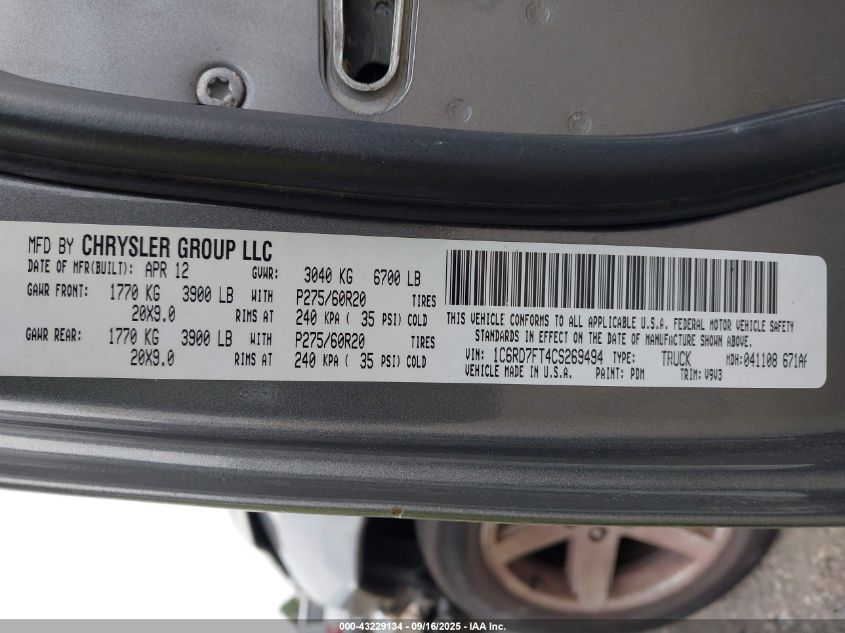 MFD BY CHRYSLER GROUP LLC
DATE OF MFR(BUILT): APR 12 GVWR: 3040 KG 6700 LB
GAWR FRONT: 1770 KG 3900 LB WITH P275/60R20 TIRES
20X9.0 RIMS AT 240 KPA ( 35 PSI) COLD
GAWR REAR: 1770 KG 3900 LB WITH P275/60R20 TIRES
20X9.0 RIMS AT 240 KPA ( 35 PSI) COLD
THIS VEHICLE CONFORMS TO ALL APPLICABLE U.S.A. FEDERAL MOTOR VEHICLE SAFETY
STANDARDS IN EFFECT ON THE DATE OF MANUFACTURE SHOWN ABOVE.
VIN: 1C6RD7FT4CS269494 TYPE: TRUCK MDH:041108 671AA
VEHICLE MADE IN U.S.A. PAINT: PDM TRIM: V9V3
000-43229134 - 09/16/2025 - IAA Inc.